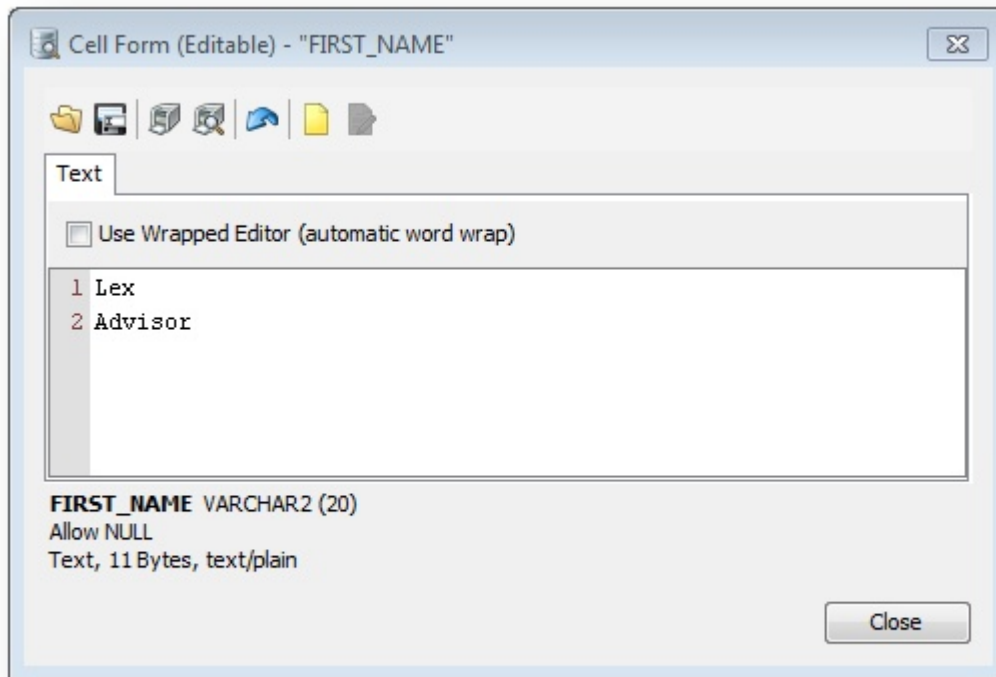 Cell Form (Editable) - "FIRST_NAME"
Text
Use Wrapped Editor (automatic word wrap)
1 Lex
2 Advisor
FIRST_NAME VARCHAR2 (20)
Allow NULL
Text, 11 Bytes, text/plain
Close